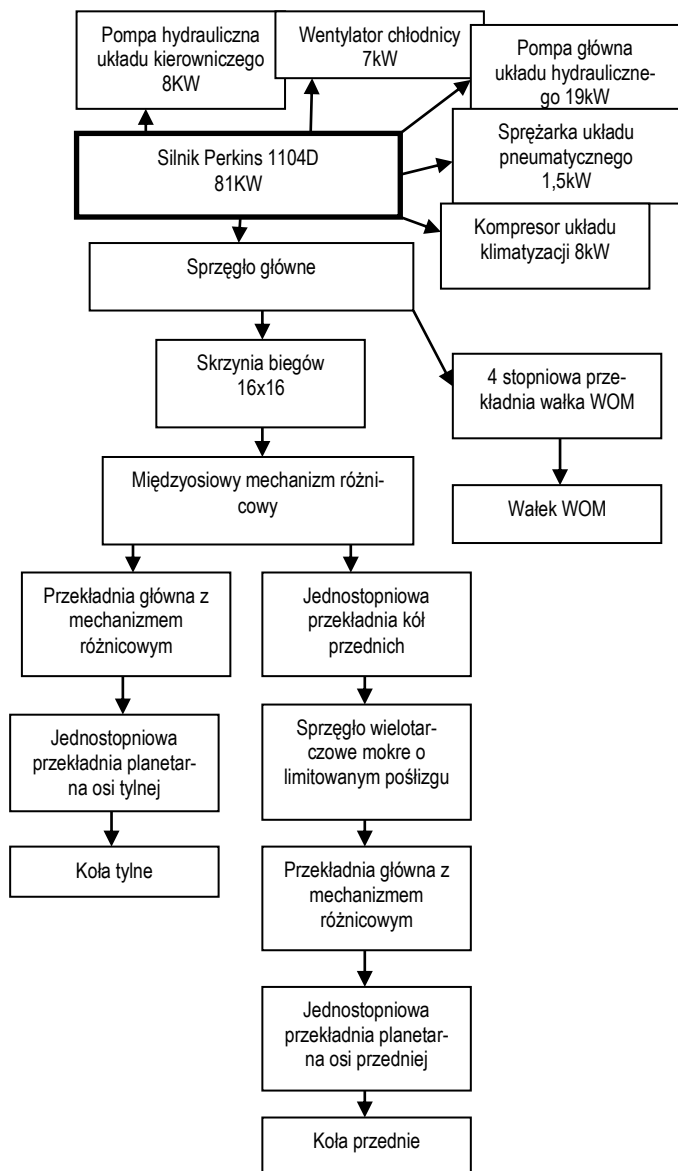 Pompa hydrauliczna
układu kierowniczego
8KW
Wentylator chłodnicy
7kW
Pompa główna
układu hydrauliczne-
go 19kW
Silnik Perkins 1104D
81KW
Sprężarka układu
pneumatycznego
1,5kW
Kompresor układu
klimatyzacji 8kW
Sprzęgło główne
Skrzynia biegów
16x16
4 stopniowa prze-
kładnia wałka WOM
Międzyosiowy mechanizm różni-
cowy
Wałek WOM
Przekładnia główna z
mechanizmem
różnicowym
Jednostopniowa
przekładnia kół
przednich
Jednostopniowa
przekładnia planetar-
na osi tylnej
Sprzęgło wielotar-
czowe mokre o
limitowanym poślizgu
Koła tylne
Przekładnia główna z
mechanizmem
różnicowym
Jednostopniowa
przekładnia planetar-
na osi przedniej
Koła przednie